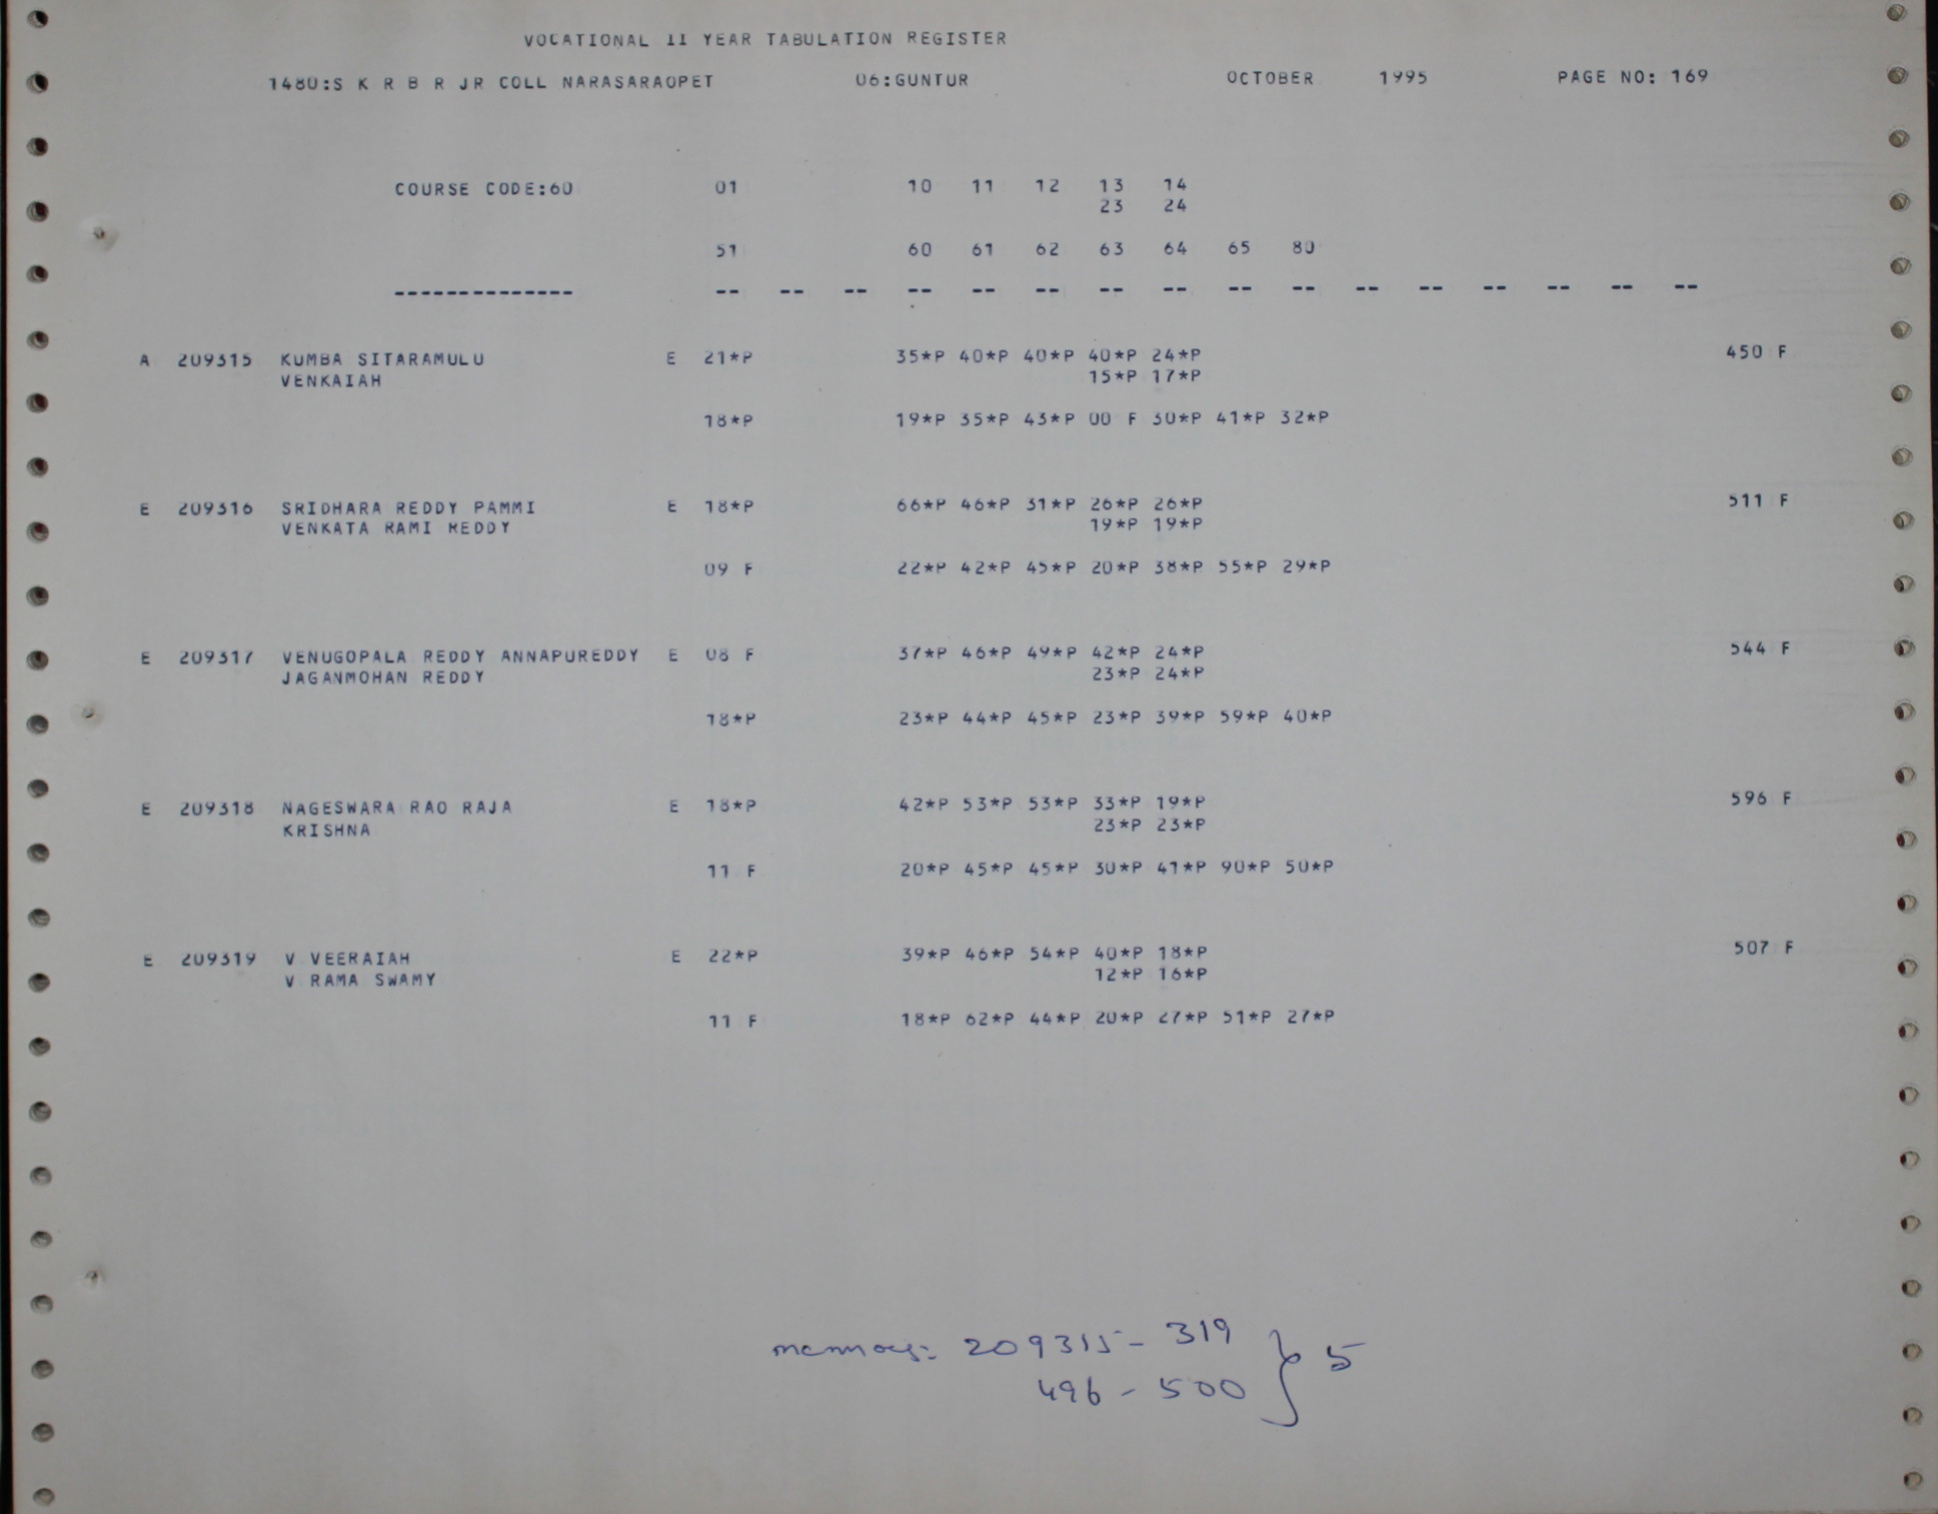 VOCATIONAL II YEAR TABULATION REGISTER
1480:S K R B R JR COLL NARASARAOPET 06:GUNTUR OCTOBER 1995 PAGE NO: 169
COURSE CODE:60 01 10 11 12 13 14
23 24
51 60 61 62 63 64 65 80
-------------- -- -- -- -- -- -- -- -- -- -- -- -- -- -- -- --
A 209315 KUMBA SITARAMULU E 21*P 35*P 40*P 40*P 40*P 24*P 450 F
VENKAIAH 15*P 17*P
18*P 19*P 35*P 43*P 00 F 30*P 41*P 32*P
E 209316 SRIDHARA REDDY PAMMI E 18*P 66*P 46*P 31*P 26*P 26*P 511 F
VENKATA RAMI REDDY 19*P 19*P
09 F 22*P 42*P 45*P 20*P 38*P 55*P 29*P
E 209317 VENUGOPALA REDDY ANNAPUREDDY E 08 F 37*P 46*P 49*P 42*P 24*P 544 F
JAGANMOHAN REDDY 23*P 24*P
18*P 23*P 44*P 45*P 23*P 39*P 59*P 40*P
E 209318 NAGESWARA RAO RAJA E 18*P 42*P 53*P 53*P 33*P 19*P 596 F
KRISHNA 23*P 23*P
11 F 20*P 45*P 45*P 30*P 41*P 90*P 50*P
E 209319 V VEERAIAH E 22*P 39*P 46*P 54*P 40*P 18*P 507 F
V RAMA SWAMY 12*P 16*P
11 F 18*P 62*P 44*P 20*P 27*P 51*P 27*P
209315 - 319 } 5
496 - 500